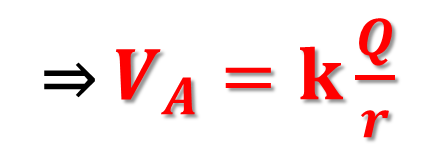 ⇒ V_A = k Q/r